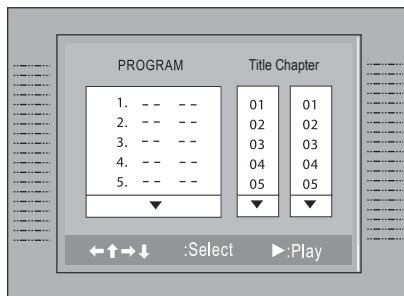 PROGRAM Title Chapter
1. -- -- 01 01
2. -- -- 02 02
3. -- -- 03 03
4. -- -- 04 04
5. -- -- 05 05
▼ ▼ ▼
←↑→↓ :Select ►:Play